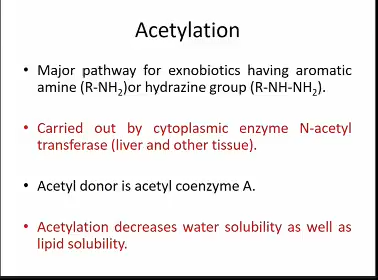 Acetylation
• Major pathway for exnobiotics having aromatic
amine (R-NH₂)or hydrazine group (R-NH-NH₂).
• Carried out by cytoplasmic enzyme N-acetyl
transferase (liver and other tissue).
• Acetyl donor is acetyl coenzyme A.
• Acetylation decreases water solubility as well as
lipid solubility.